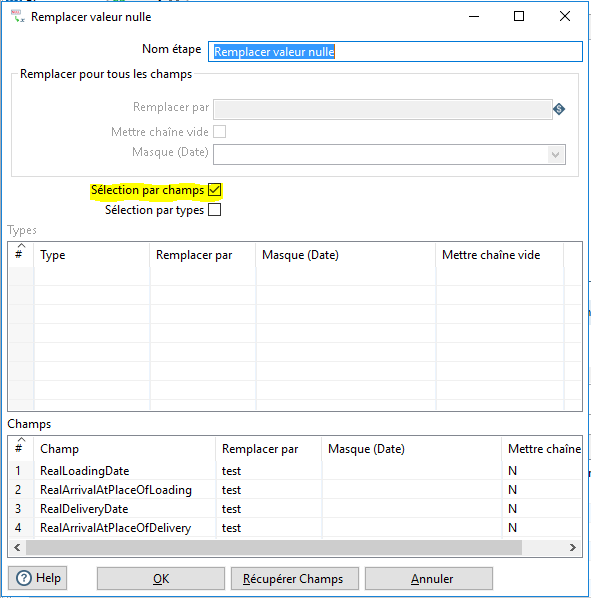 Remplacer valeur nulle
Nom étape Remplacer valeur nulle
Remplacer pour tous les champs
Remplacer par
Mettre chaîne vide
Masque (Date)
Sélection par champs
Sélection par types
Types
# Type Remplacer par Masque (Date) Mettre chaîne vide
Champs
# Champ Remplacer par Masque (Date) Mettre chaîne
1 RealLoadingDate test N
2 RealArrivalAtPlaceOfLoading test N
3 RealDeliveryDate test N
4 RealArrivalAtPlaceOfDelivery test N
Help OK Récupérer Champs Annuler